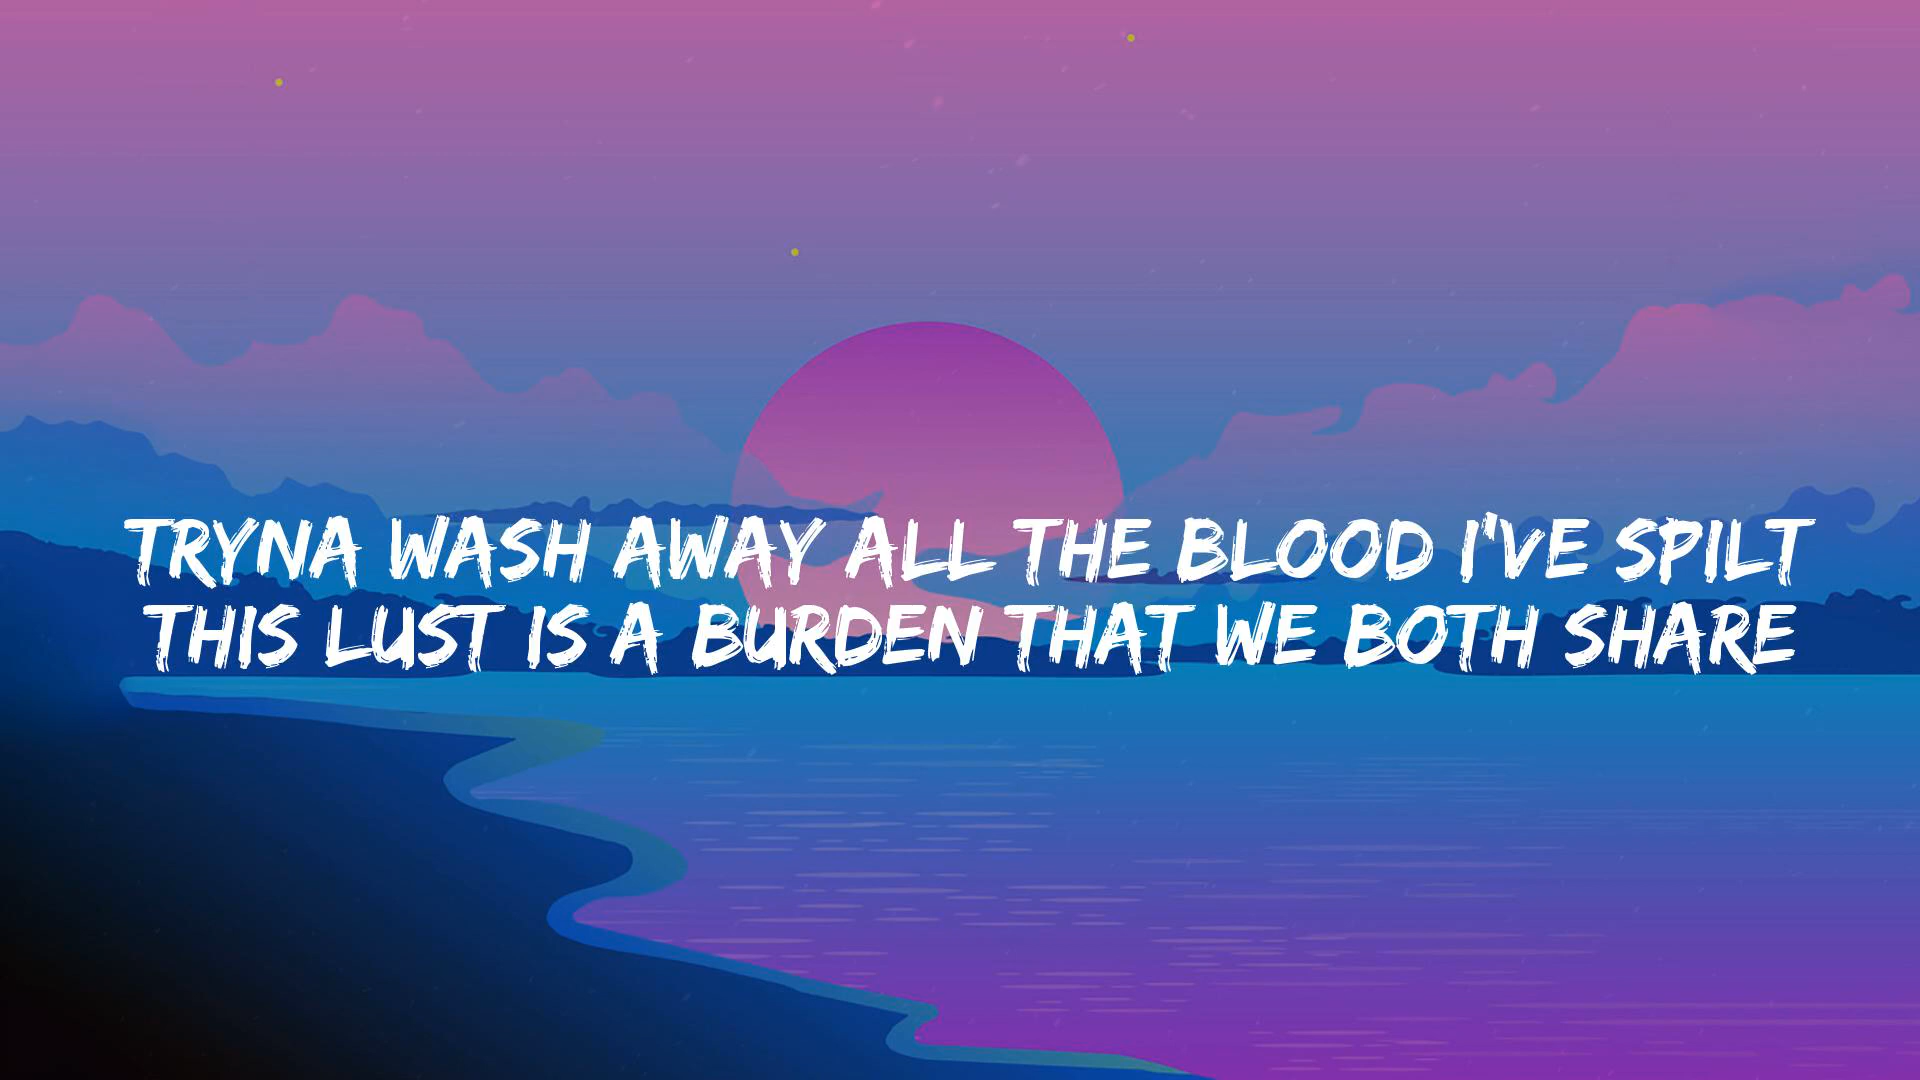 TRYNA WASH AWAY ALL THE BLOOD I'VE SPILT
THIS LUST IS A BURDEN THAT WE BOTH SHARE